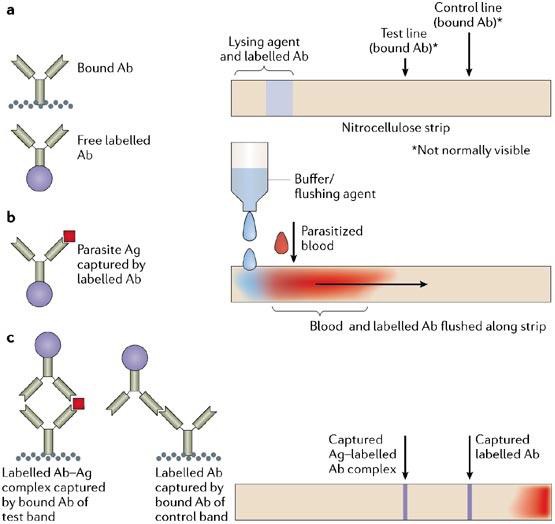 a
Bound Ab
Free labelled
Ab
Lysing agent
and labelled Ab
Test line
(bound Ab)*
Control line
(bound Ab)*
Nitrocellulose strip
*Not normally visible
Buffer/
flushing agent
b
Parasite Ag
captured by
labelled Ab
Parasitized
blood
Blood and labelled Ab flushed along strip
c
Labelled Ab–Ag
complex captured
by bound Ab of
test band
Labelled Ab
captured by
bound Ab of
control band
Captured
Ag–labelled
Ab complex
Captured
labelled Ab